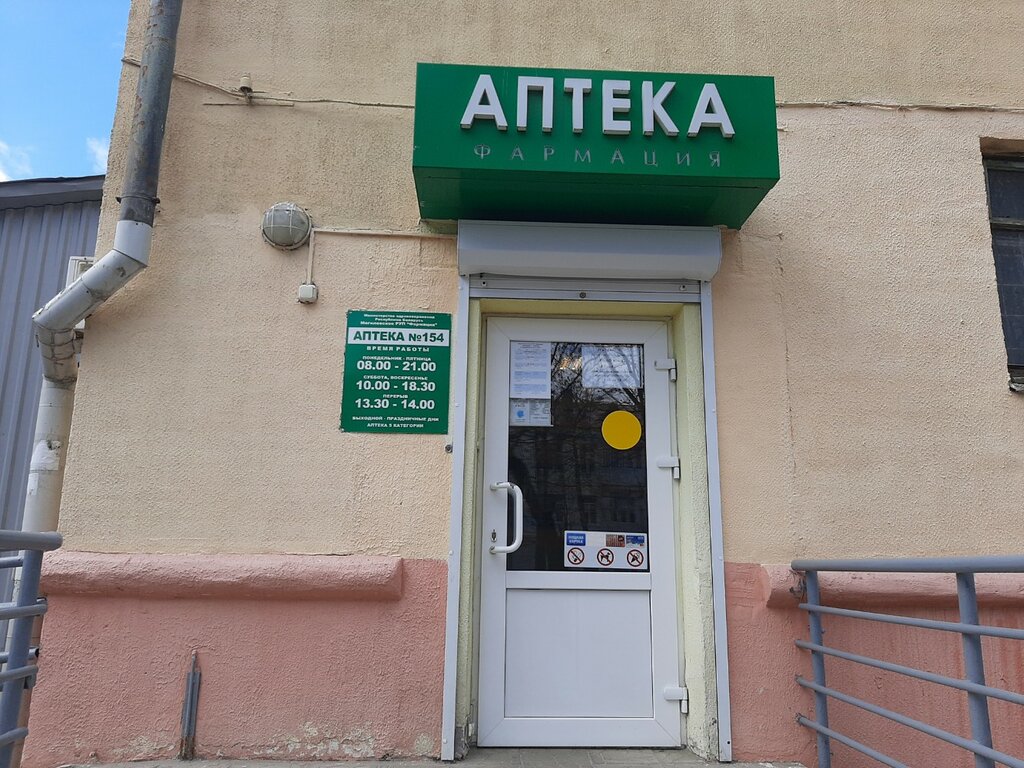 АПТЕКА
ФАРМАЦИЯ
Министерство здравоохранения
Республики Беларусь
Могилевское РУП "Фармация"
АПТЕКА №154
ВРЕМЯ РАБОТЫ
ПОНЕДЕЛЬНИК - ПЯТНИЦА
08.00 - 21.00
СУББОТА, ВОСКРЕСЕНЬЕ
10.00 - 18.30
ПЕРЕРЫВ
13.30 - 14.00
ВЫХОДНОЙ - ПРАЗДНИЧНЫЕ ДНИ
АПТЕКА 5 КАТЕГОРИИ